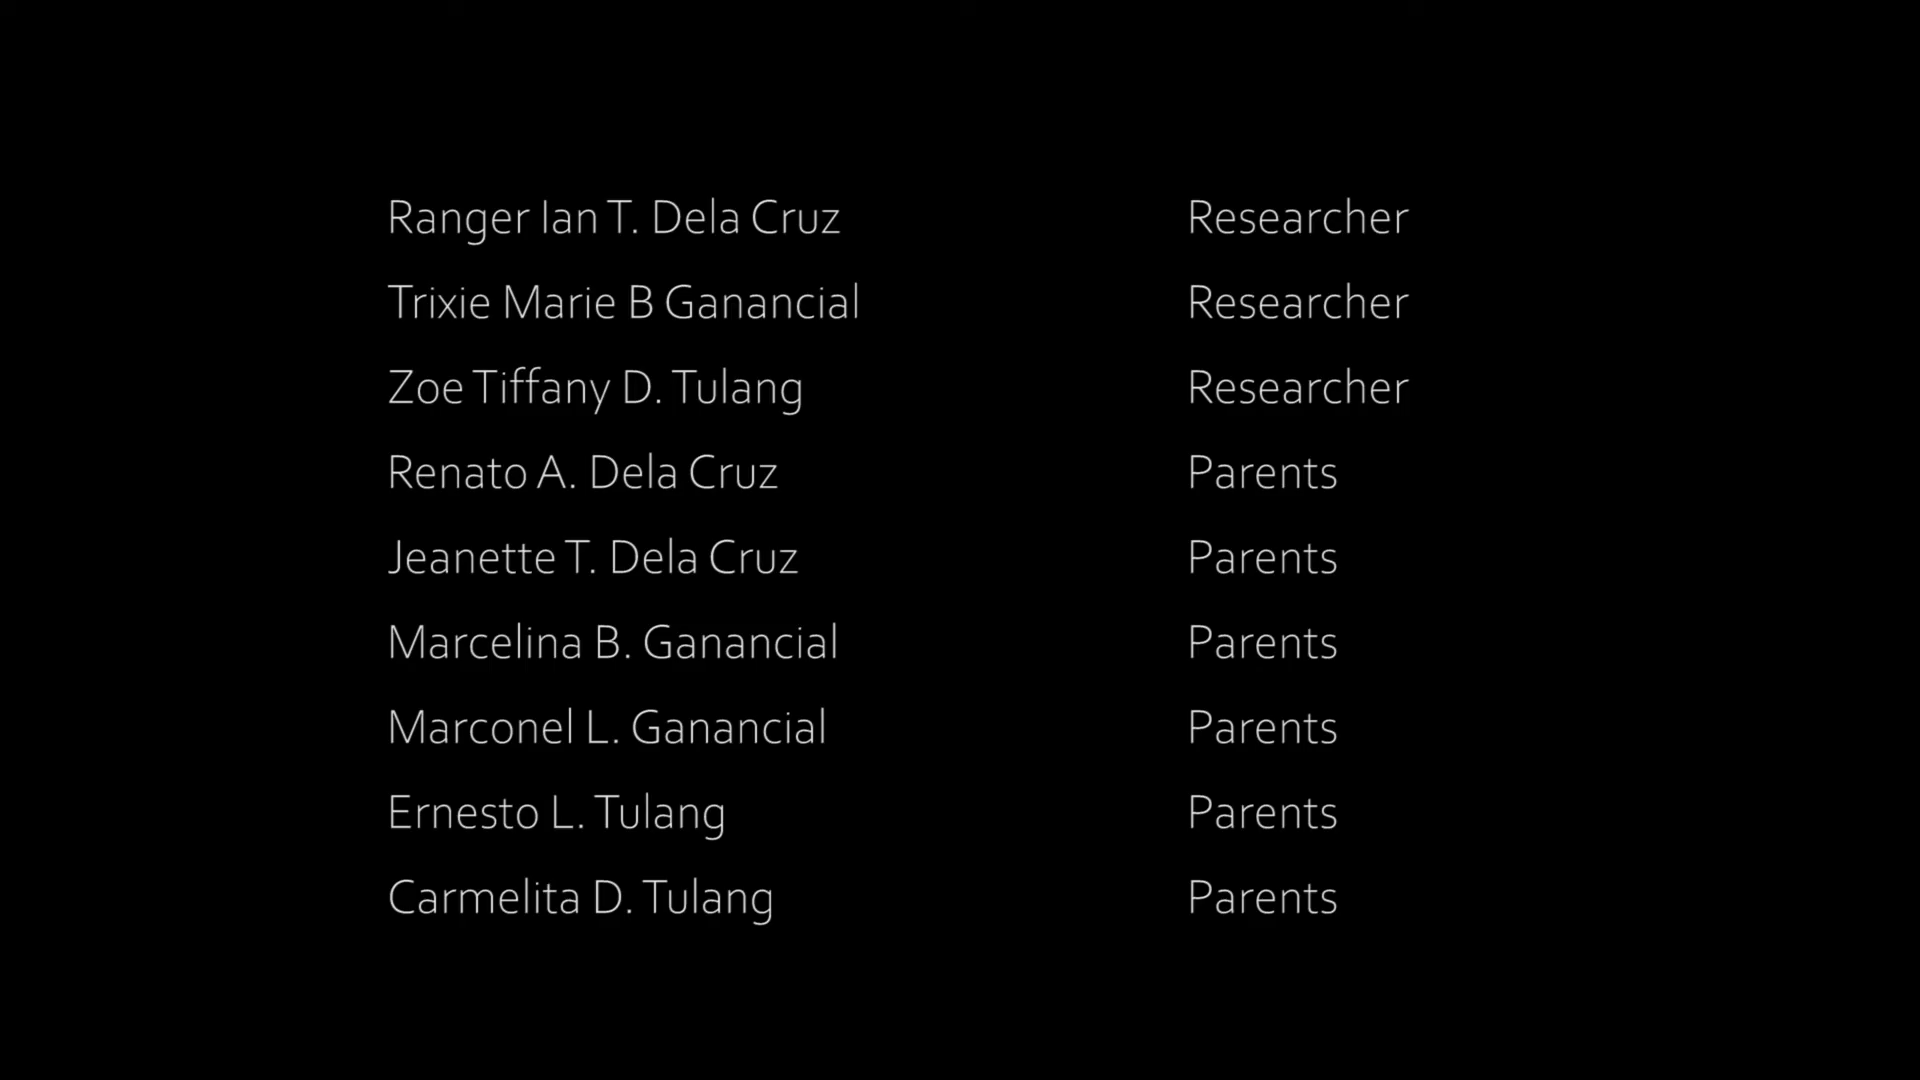 Ranger Ian T. Dela Cruz Researcher
Trixie Marie B Ganancial Researcher
Zoe Tiffany D. Tulang Researcher
Renato A. Dela Cruz Parents
Jeanette T. Dela Cruz Parents
Marcelina B. Ganancial Parents
Marconel L. Ganancial Parents
Ernesto L. Tulang Parents
Carmelita D. Tulang Parents